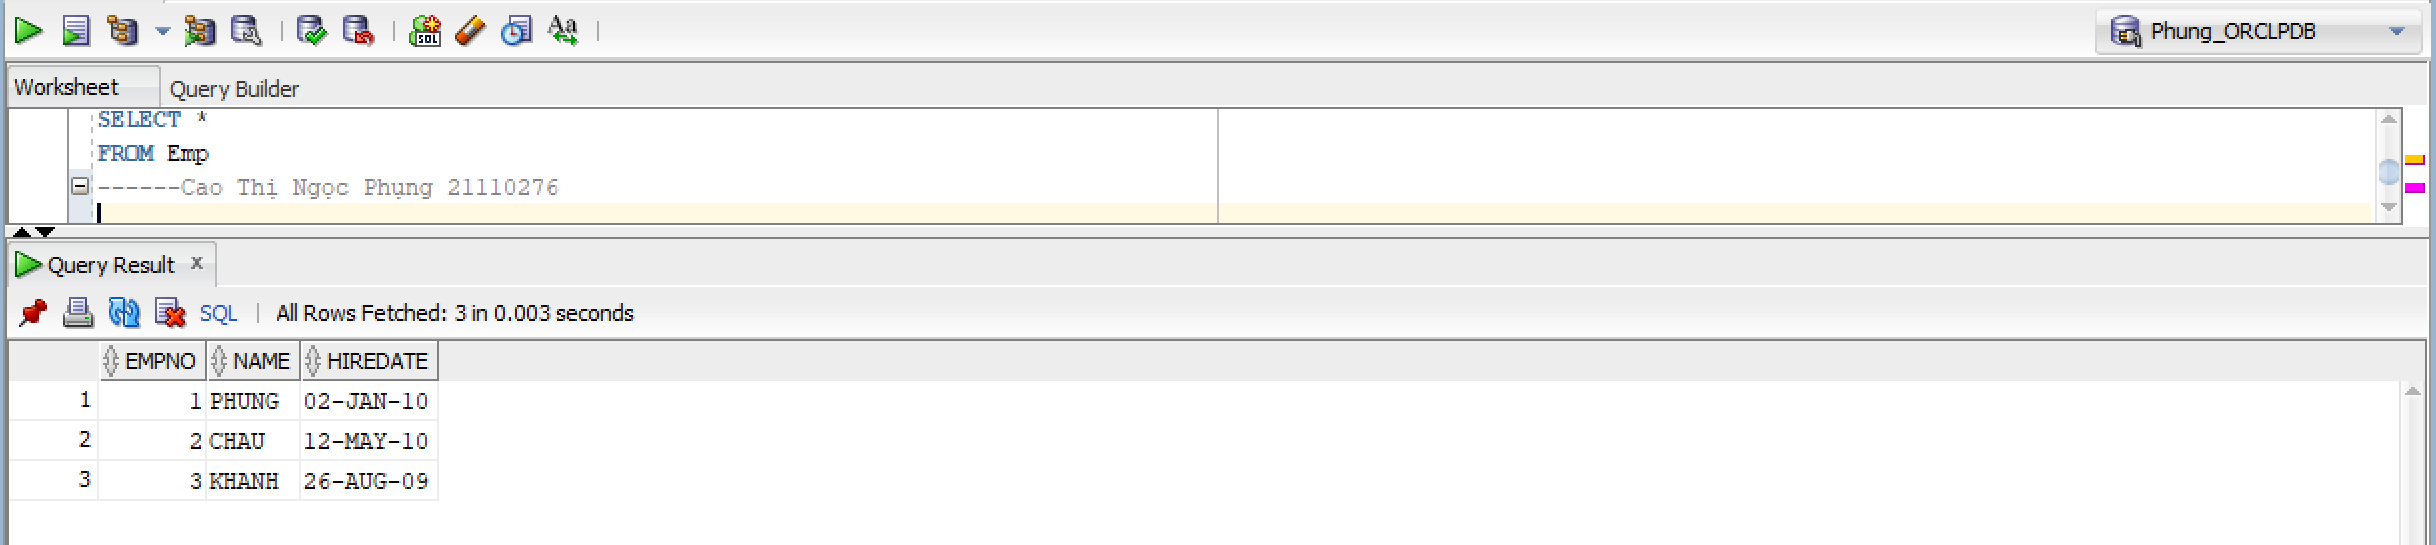 Phung_ORCLPDB
Worksheet Query Builder
SELECT *
FROM Emp
------Cao Thị Ngọc Phụng 21110276
Query Result x
SQL | All Rows Fetched: 3 in 0.003 seconds
EMPNO NAME HIREDATE
1 1 PHUNG 02-JAN-10
2 2 CHAU 12-MAY-10
3 3 KHANH 26-AUG-09